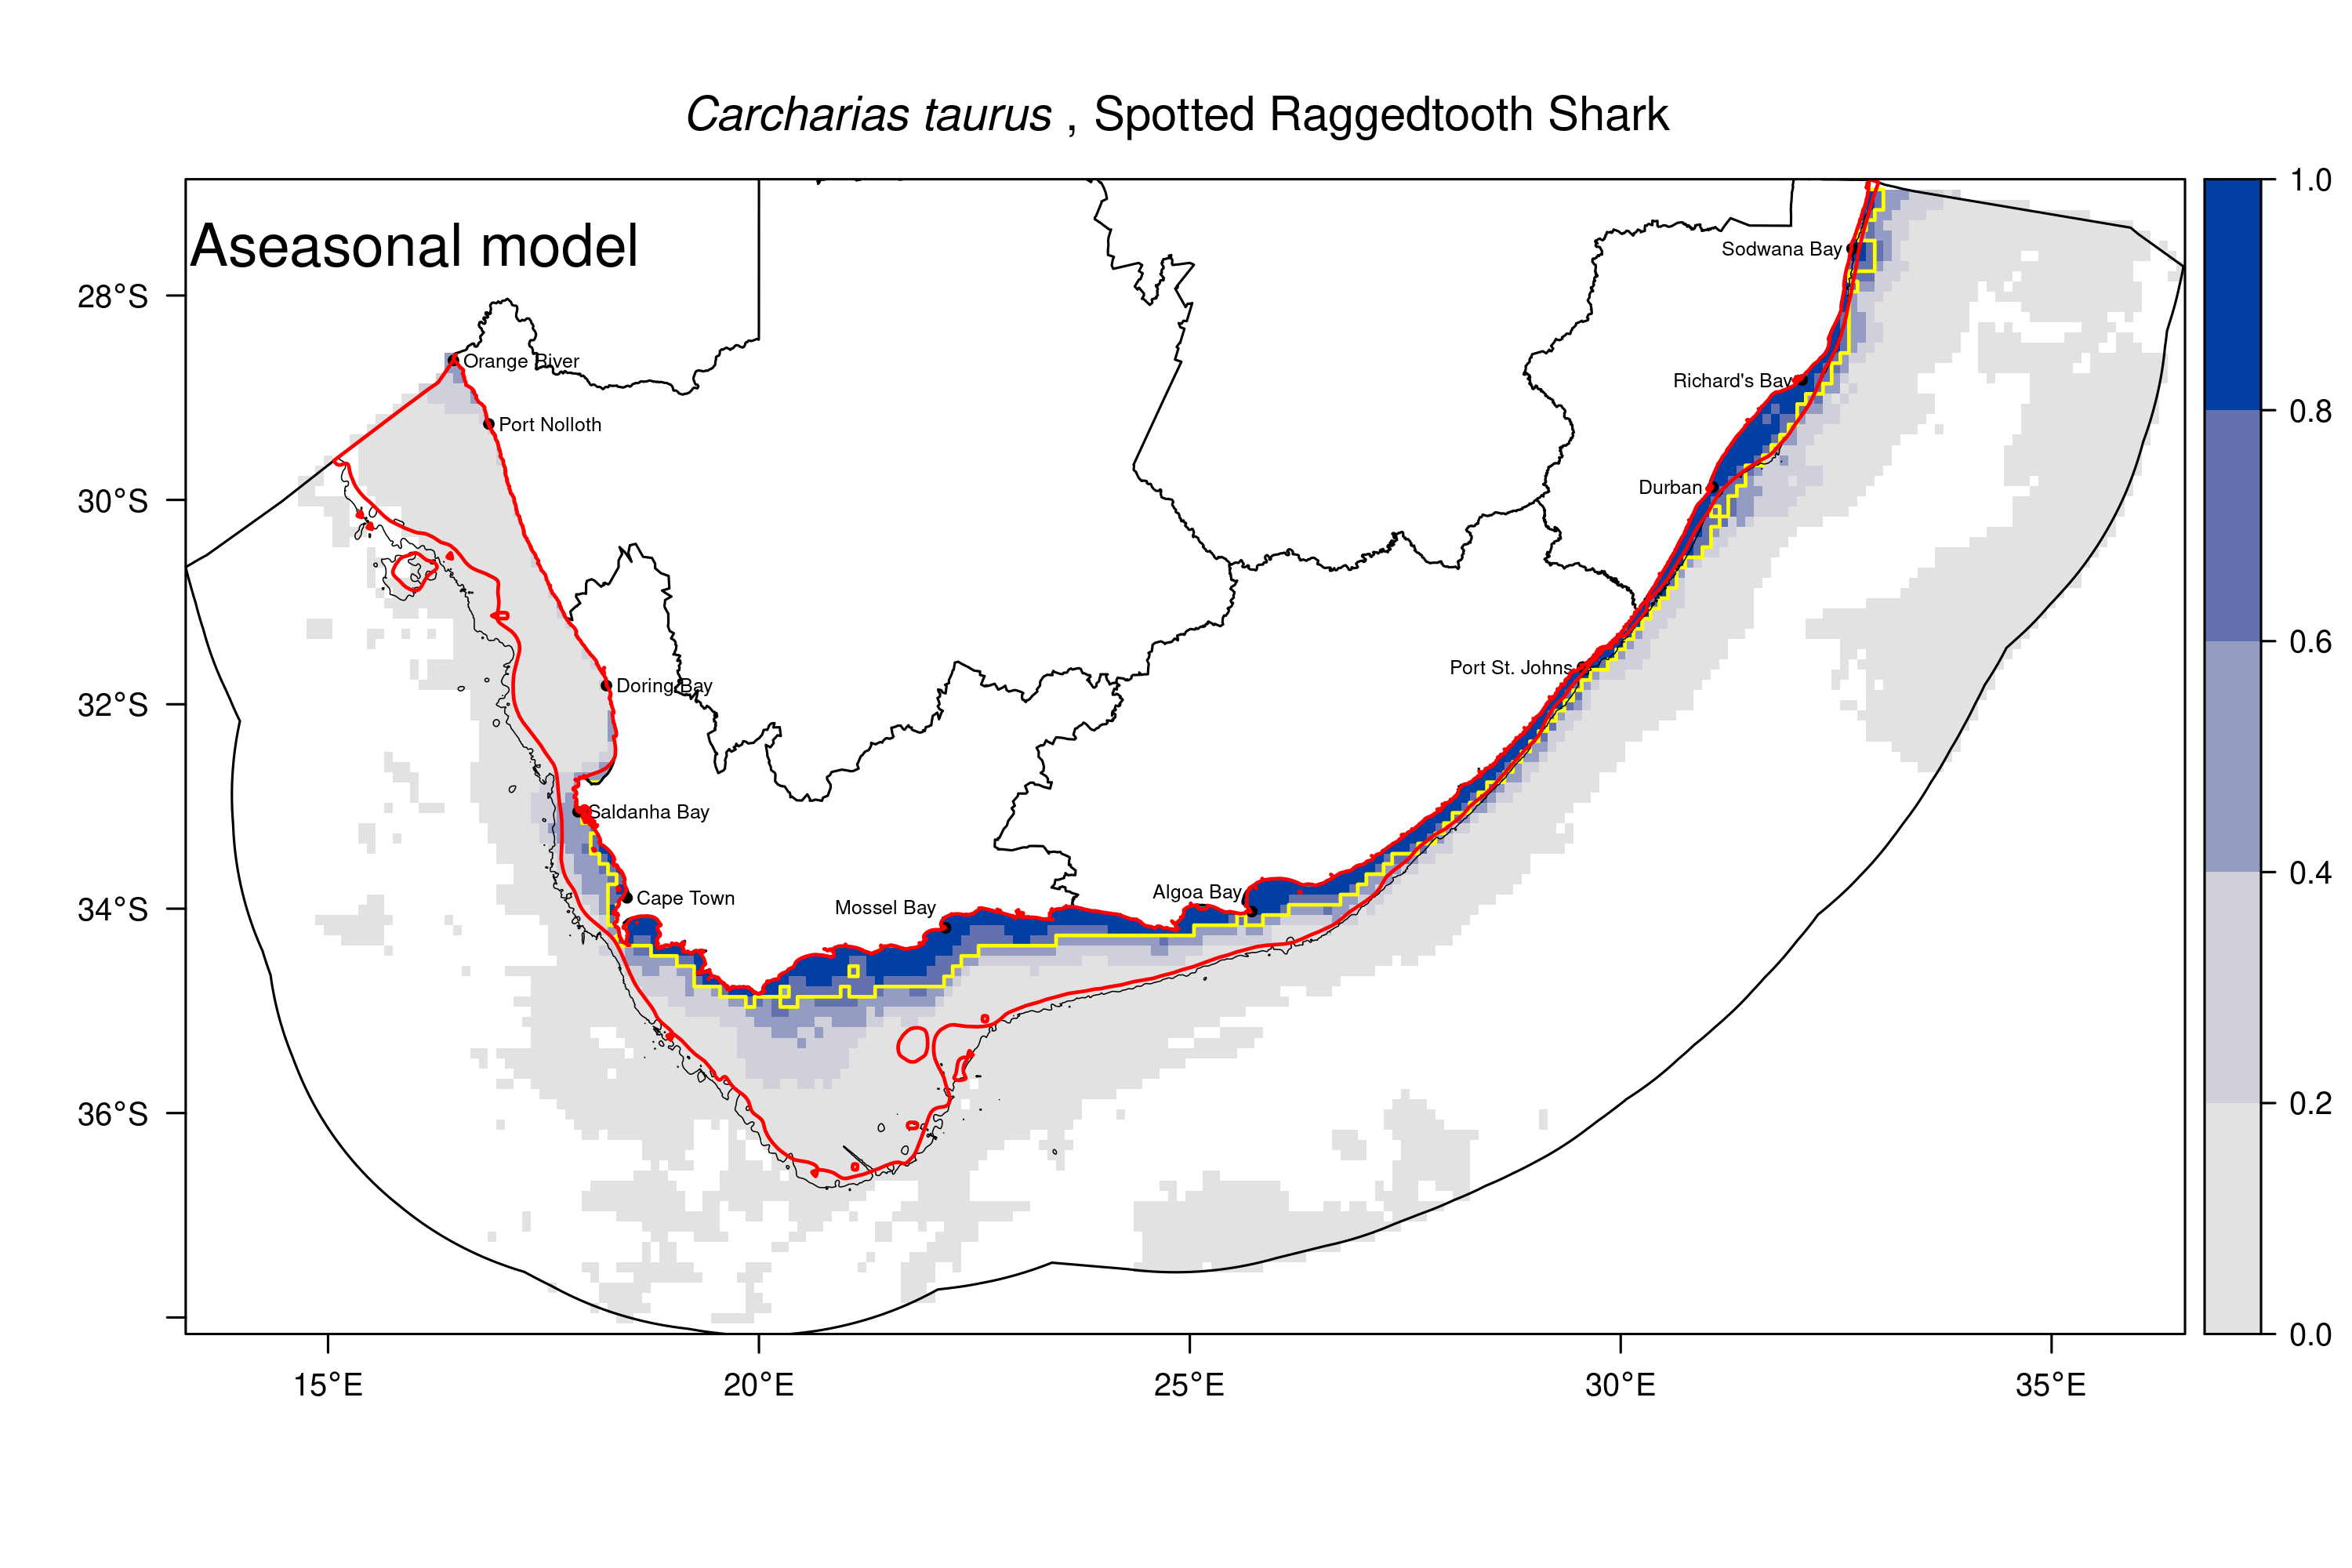 Carcharias taurus , Spotted Raggedtooth Shark
Aseasonal model
1.0
0.8
0.6
0.4
0.2
0.0
28°S
30°S
32°S
34°S
36°S
Sodwana Bay
Richard's Bay
Durban
Port St. Johns
Orange River
Port Nolloth
Doring Bay
Saldanha Bay
Cape Town
Mossel Bay
Algoa Bay
15°E
20°E
25°E
30°E
35°E